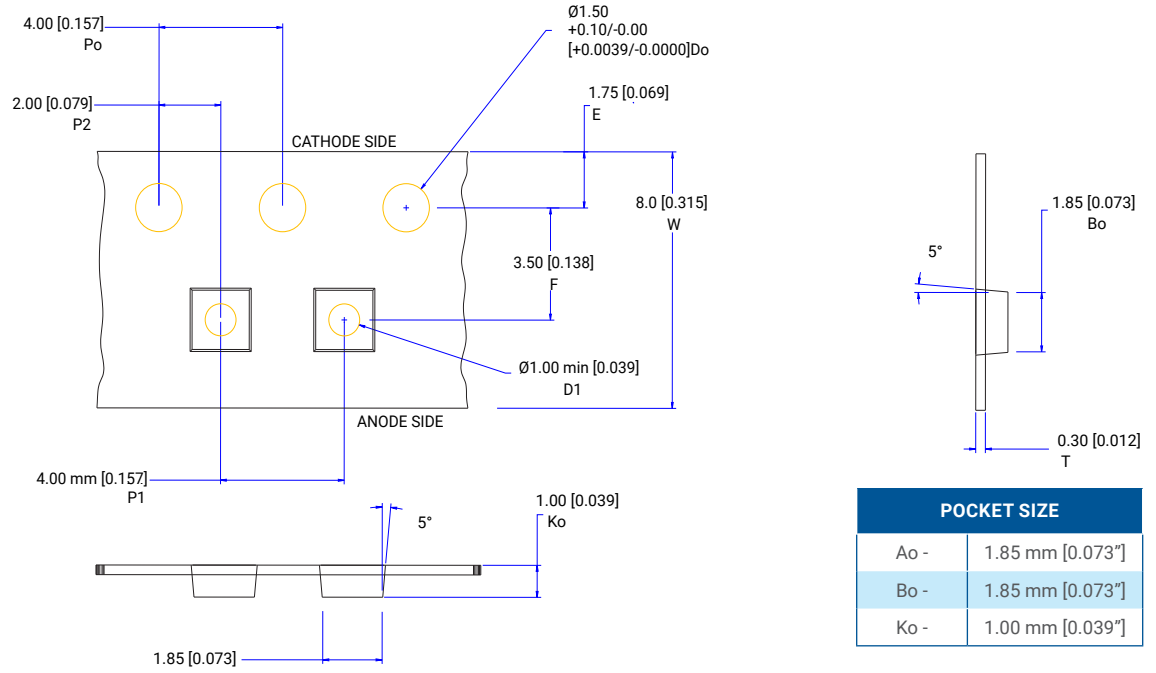 4.00 [0.157]
Po
Ø1.50
+0.10/-0.00
[+0.0039/-0.0000]Do
2.00 [0.079]
P2
1.75 [0.069]
E
CATHODE SIDE
8.0 [0.315]
W
3.50 [0.138]
F
1.85 [0.073]
Bo
5°
Ø1.00 min [0.039]
D1
ANODE SIDE
0.30 [0.012]
T
4.00 mm [0.157]
P1
1.00 [0.039]
Ko
5°
1.85 [0.073]
POCKET SIZE
Ao - 1.85 mm [0.073”]
Bo - 1.85 mm [0.073”]
Ko - 1.00 mm [0.039”]